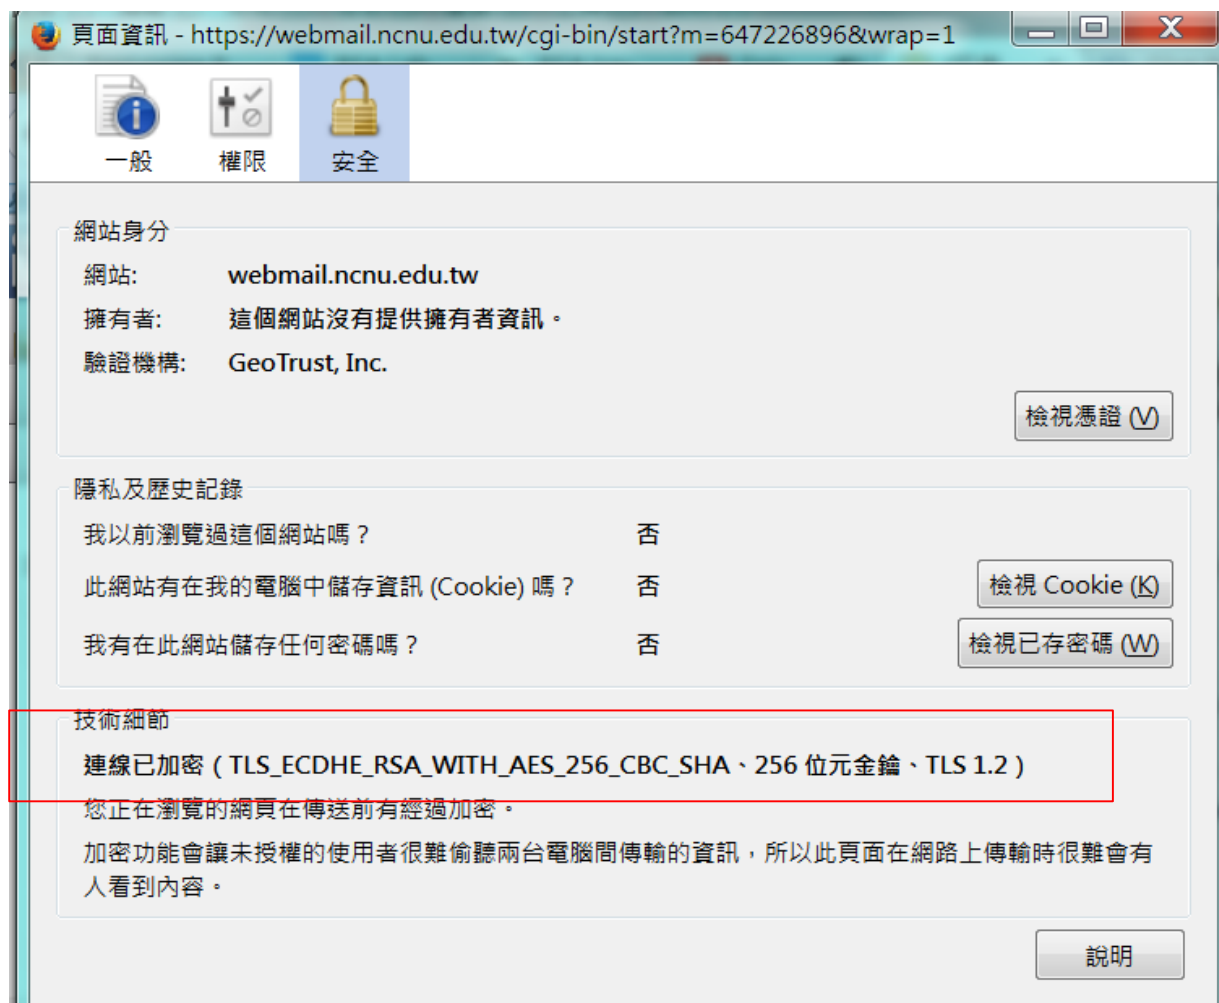 頁面資訊 - https://webmail.ncnu.edu.tw/cgi-bin/start?m=647226896&wrap=1
一般 權限 安全
網站身分
網站: webmail.ncnu.edu.tw
擁有者: 這個網站沒有提供擁有者資訊。
驗證機構: GeoTrust, Inc.
檢視憑證 (V)
隱私及歷史記錄
我以前瀏覽過這個網站嗎？ 否
此網站有在我的電腦中儲存資訊 (Cookie) 嗎？ 否 檢視 Cookie (K)
我有在此網站儲存任何密碼嗎？ 否 檢視已存密碼 (W)
技術細節
連線已加密（TLS_ECDHE_RSA_WITH_AES_256_CBC_SHA、256 位元金鑰、TLS 1.2）
您正在瀏覽的網頁在傳送前有經過加密。
加密功能會讓未授權的使用者很難偷聽兩台電腦間傳輸的資訊，所以此頁面在網路上傳輸時很難會有
人看到內容。
說明